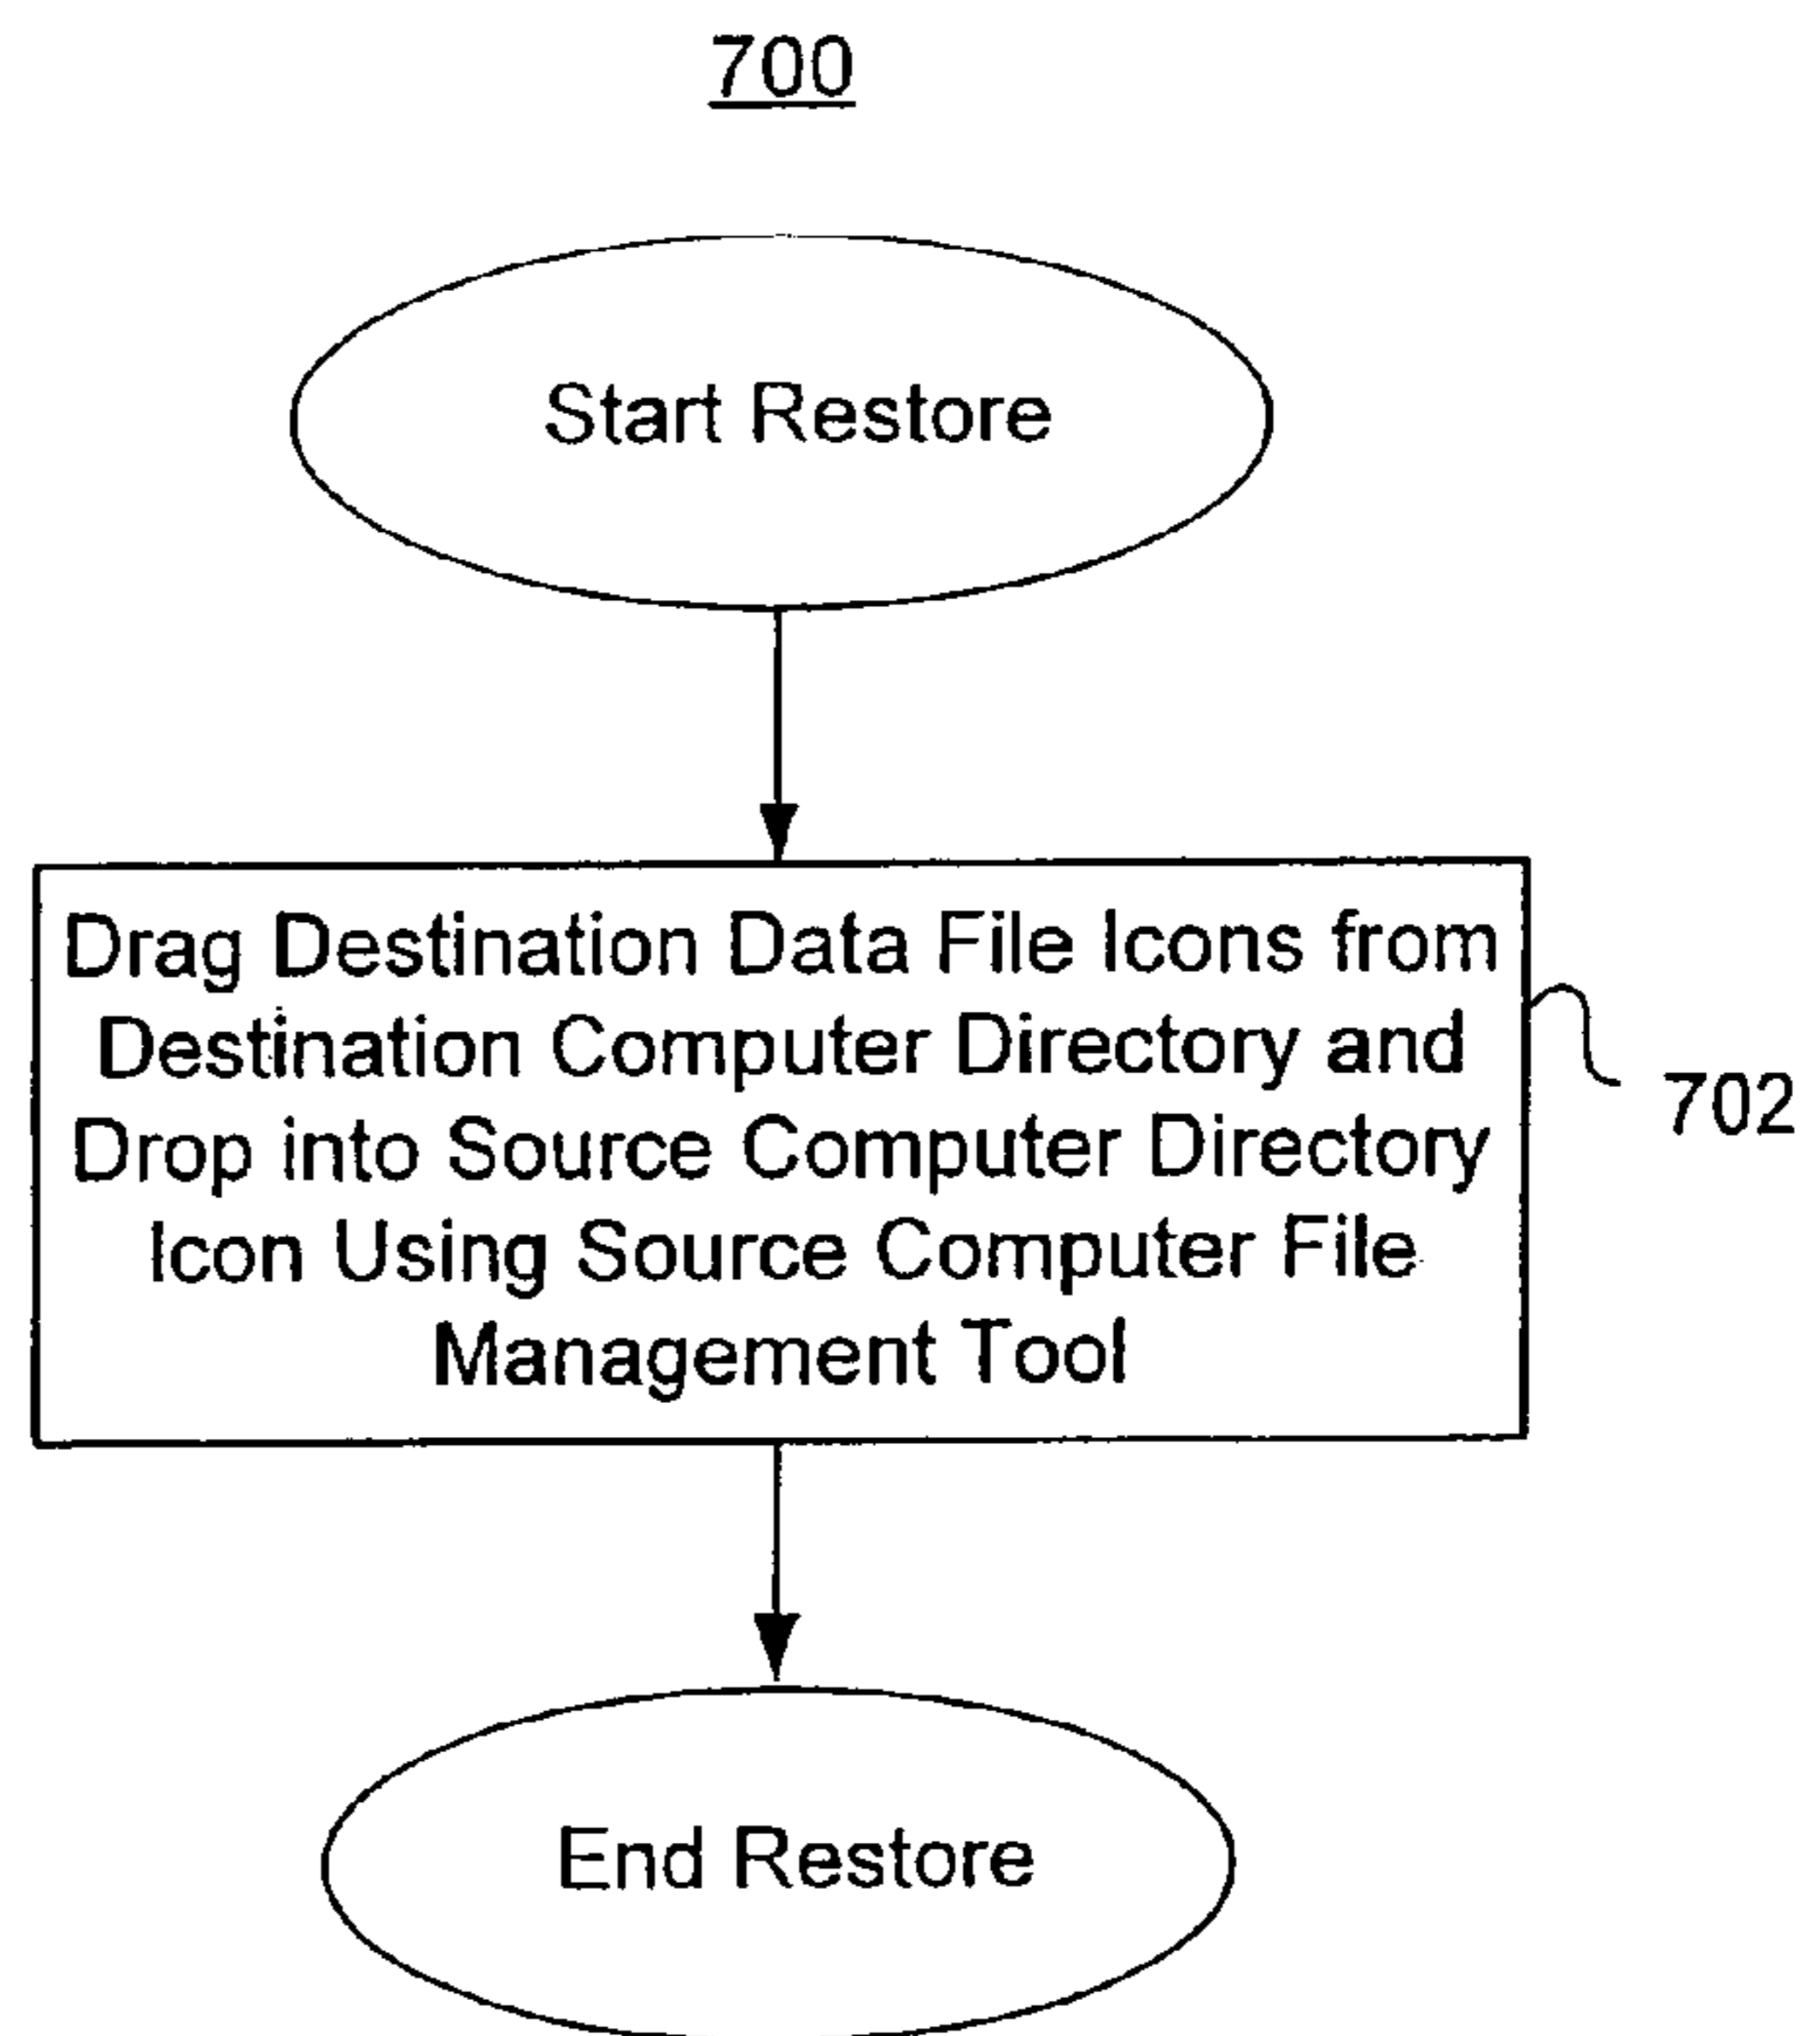 700
Start Restore
Drag Destination Data File Icons from
Destination Computer Directory and
Drop into Source Computer Directory
Icon Using Source Computer File
Management Tool
702
End Restore